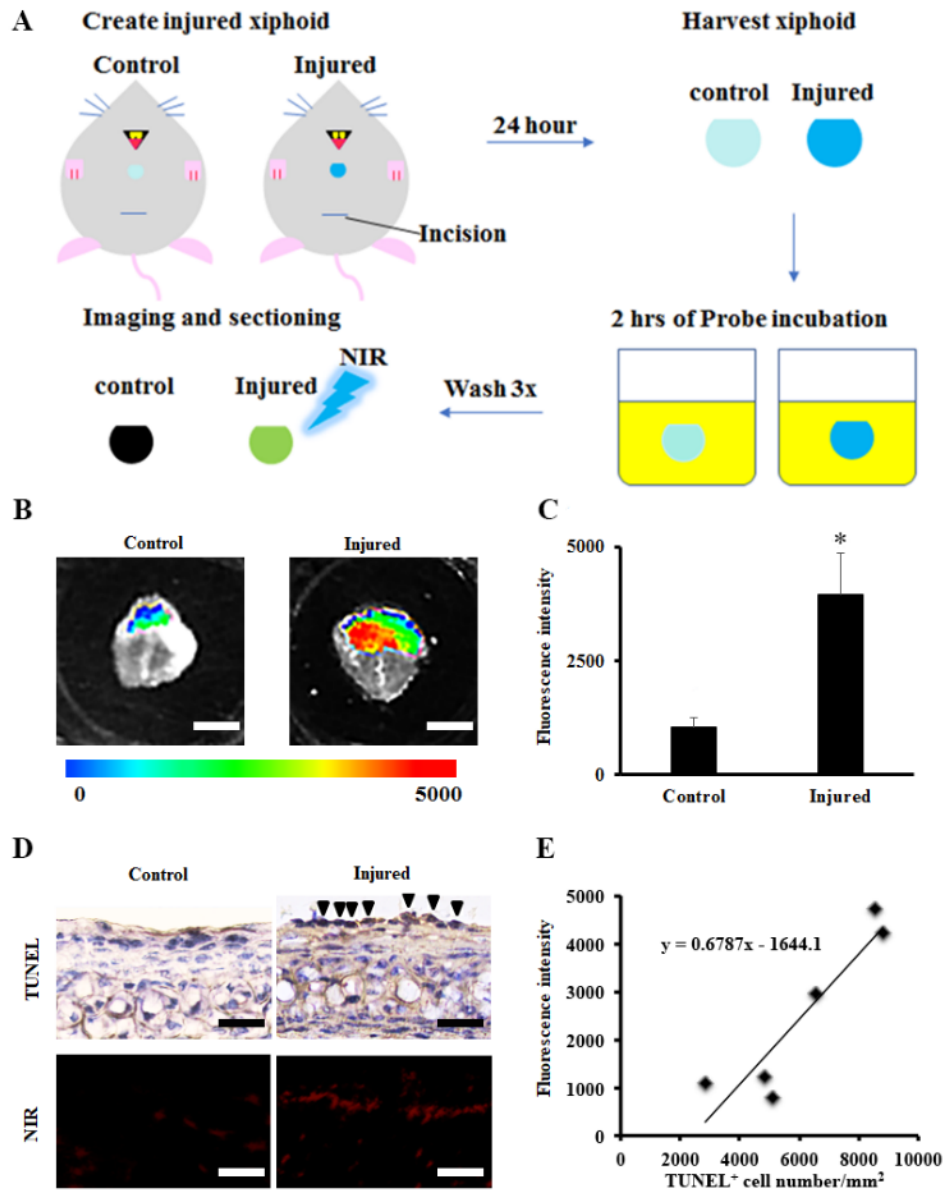 A
Create injured xiphoid
Harvest xiphoid
Control
Injured
control
Injured
24 hour
Incision
Imaging and sectioning
2 hrs of Probe incubation
control
Injured
NIR
Wash 3x
B
Control
Injured
0
5000
C
Fluorescence intensity
5000
2500
0
*
Control
Injured
D
Control
Injured
TUNEL
NIR
E
Fluorescence intensity
5000
4000
3000
2000
1000
0
y = 0.6787x - 1644.1
0 2000 4000 6000 8000 10000
TUNEL⁺ cell number/mm²